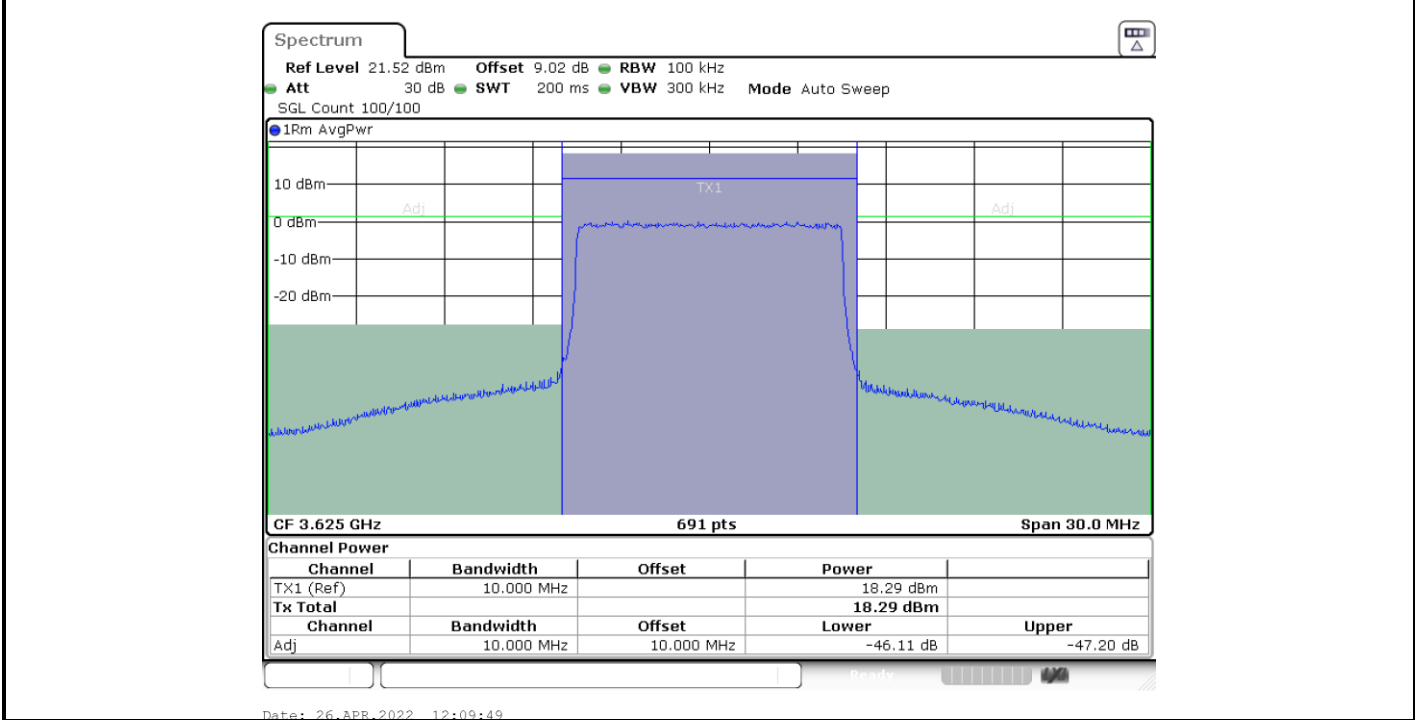 Spectrum
Ref Level 21.52 dBm Offset 9.02 dB RBW 100 kHz
Att 30 dB SWT 200 ms VBW 300 kHz Mode Auto Sweep
SGL Count 100/100
1Rm AvgPwr
10 dBm
TX1
Adj Adj
0 dBm
-10 dBm
-20 dBm
CF 3.625 GHz 691 pts Span 30.0 MHz
Channel Power
Channel Bandwidth Offset Power
TX1 (Ref) 10.000 MHz 18.29 dBm
Tx Total 18.29 dBm
Channel Bandwidth Offset Lower Upper
Adj 10.000 MHz 10.000 MHz -46.11 dB -47.20 dB
Ready
Date: 26.APR.2022 12:09:49